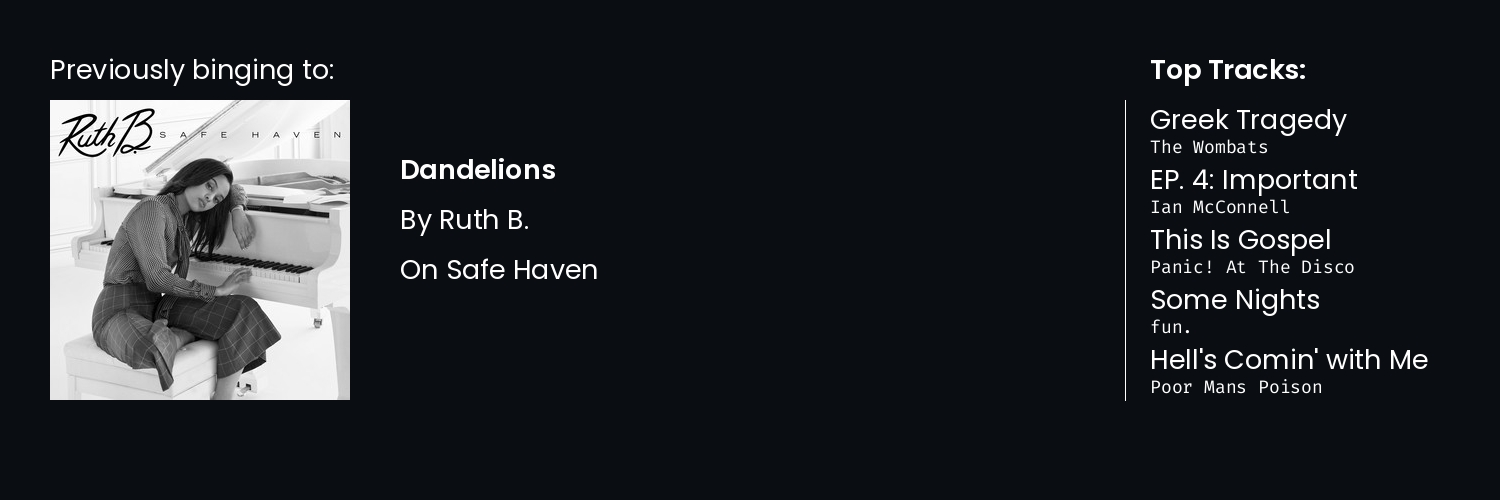 Previously binging to:
Ruth B. SAFE HAVEN
Dandelions
By Ruth B.
On Safe Haven
Top Tracks:
Greek Tragedy
The Wombats
EP. 4: Important
Ian McConnell
This Is Gospel
Panic! At The Disco
Some Nights
fun.
Hell's Comin' with Me
Poor Mans Poison